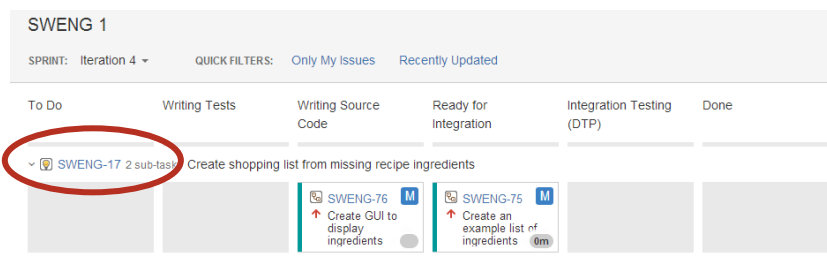 SWENG 1
SPRINT: Iteration 4 QUICK FILTERS: Only My Issues Recently Updated
To Do
Writing Tests
Writing Source
Code
Ready for
Integration
Integration Testing
(DTP)
Done
SWENG-17 2 sub-task Create shopping list from missing recipe ingredients
SWENG-76 M
Create GUI to
display
ingredients
SWENG-75 M
Create an
example list of
ingredients 0m